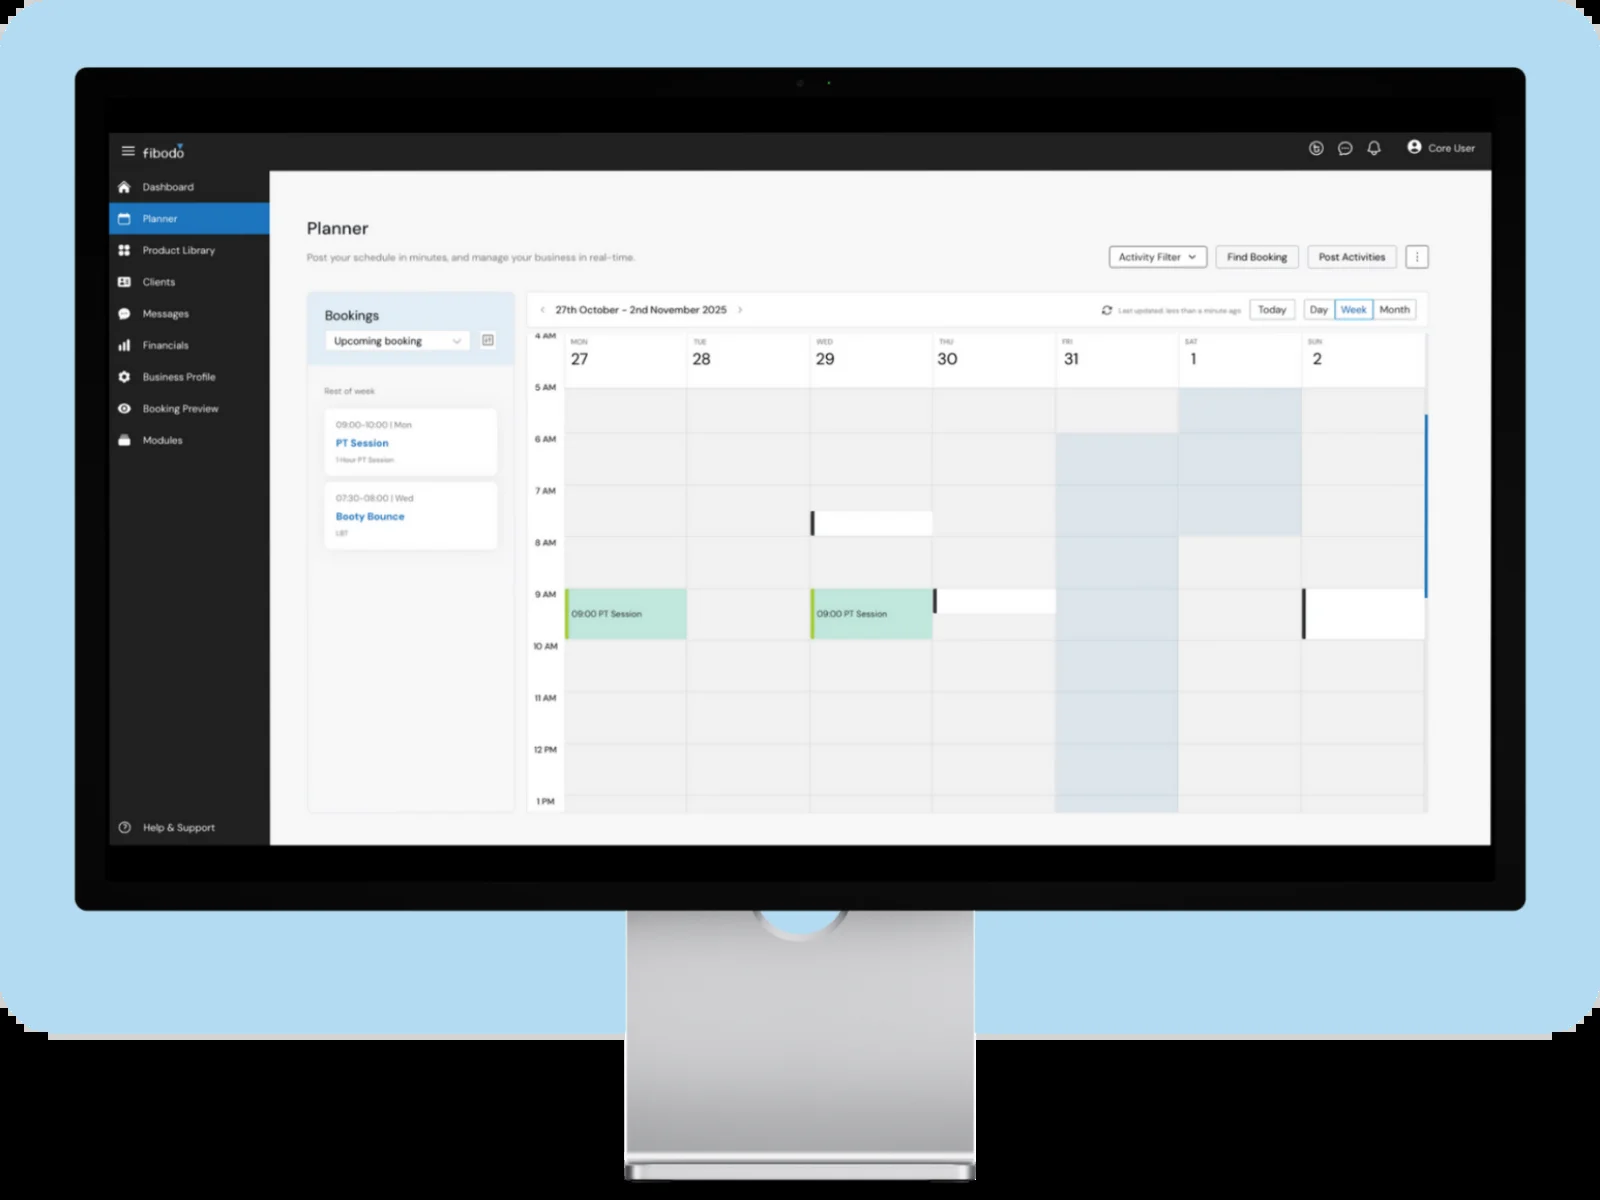 fibodo
Core User
Dashboard
Planner
Product Library
Clients
Messages
Financials
Business Profile
Booking Preview
Modules
Help & Support
Planner
Post your schedule in minutes, and manage your business in real-time.
Activity Filter
Find Booking
Post Activities
Bookings
Upcoming booking
Rest of week
09:00-10:00 | Mon
PT Session
1 Hour PT Session
07:30-08:00 | Wed
Booty Bounce
LBT
27th October - 2nd November 2025
Last updated: less than a minute ago
Today
Day
Week
Month
MON
27
TUE
28
WED
29
THU
30
FRI
31
SAT
1
SUN
2
4 AM
5 AM
6 AM
7 AM
8 AM
9 AM
10 AM
11 AM
12 PM
1 PM
09:00 PT Session
09:00 PT Session